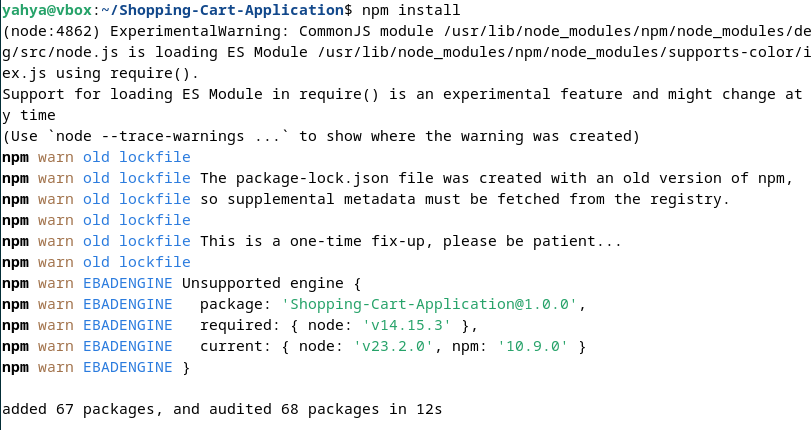 yahya@vbox:~/Shopping-Cart-Application$ npm install
(node:4862) ExperimentalWarning: CommonJS module /usr/lib/node_modules/npm/node_modules/de
g/src/node.js is loading ES Module /usr/lib/node_modules/npm/node_modules/supports-color/i
ex.js using require().
Support for loading ES Module in require() is an experimental feature and might change at
y time
(Use `node --trace-warnings ...` to show where the warning was created)
npm warn old lockfile
npm warn old lockfile The package-lock.json file was created with an old version of npm,
npm warn old lockfile so supplemental metadata must be fetched from the registry.
npm warn old lockfile
npm warn old lockfile This is a one-time fix-up, please be patient...
npm warn old lockfile
npm warn EBADENGINE Unsupported engine {
npm warn EBADENGINE   package: 'Shopping-Cart-Application@1.0.0',
npm warn EBADENGINE   required: { node: 'v14.15.3' },
npm warn EBADENGINE   current: { node: 'v23.2.0', npm: '10.9.0' }
npm warn EBADENGINE }
added 67 packages, and audited 68 packages in 12s